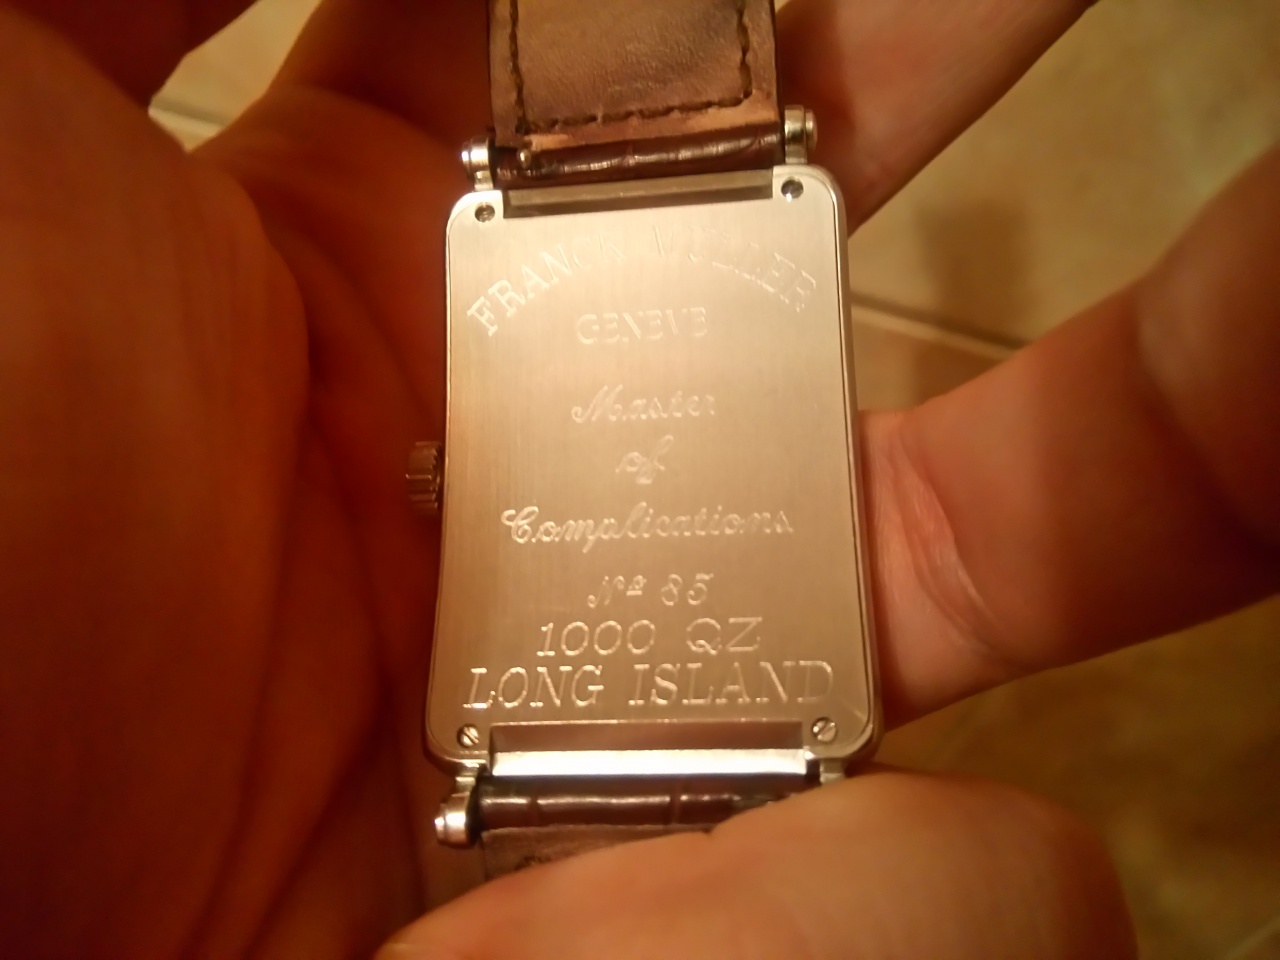 FRANCK MULLER
GENEVE
Master
of
Complications
Nº 85
1000 QZ
LONG ISLAND